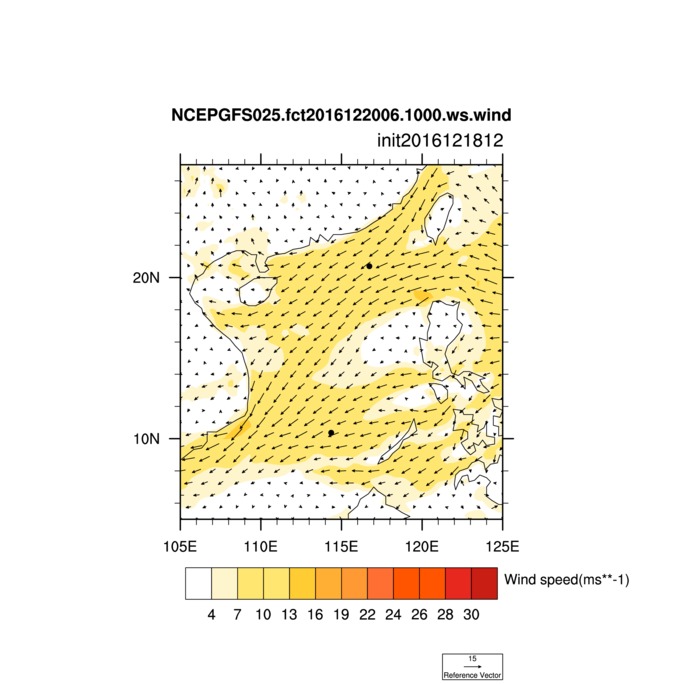 NCEPGFS025.fct2016122006.1000.ws.wind
init2016121812
20N
10N
105E 110E 115E 120E 125E
4 7 10 13 16 19 22 24 26 28 30 Wind speed(ms**-1)
15
Reference Vector